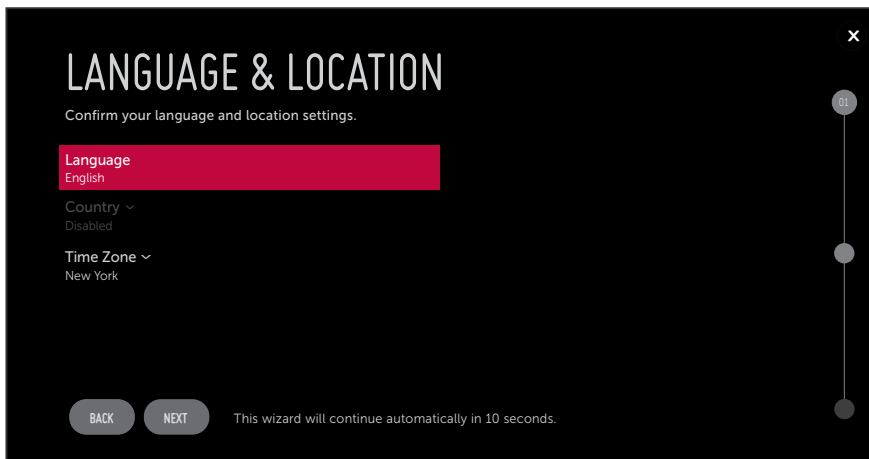 X
LANGUAGE & LOCATION
Confirm your language and location settings.
01
Language
English
Country
Disabled
Time Zone
New York
BACK
NEXT
This wizard will continue automatically in 10 seconds.